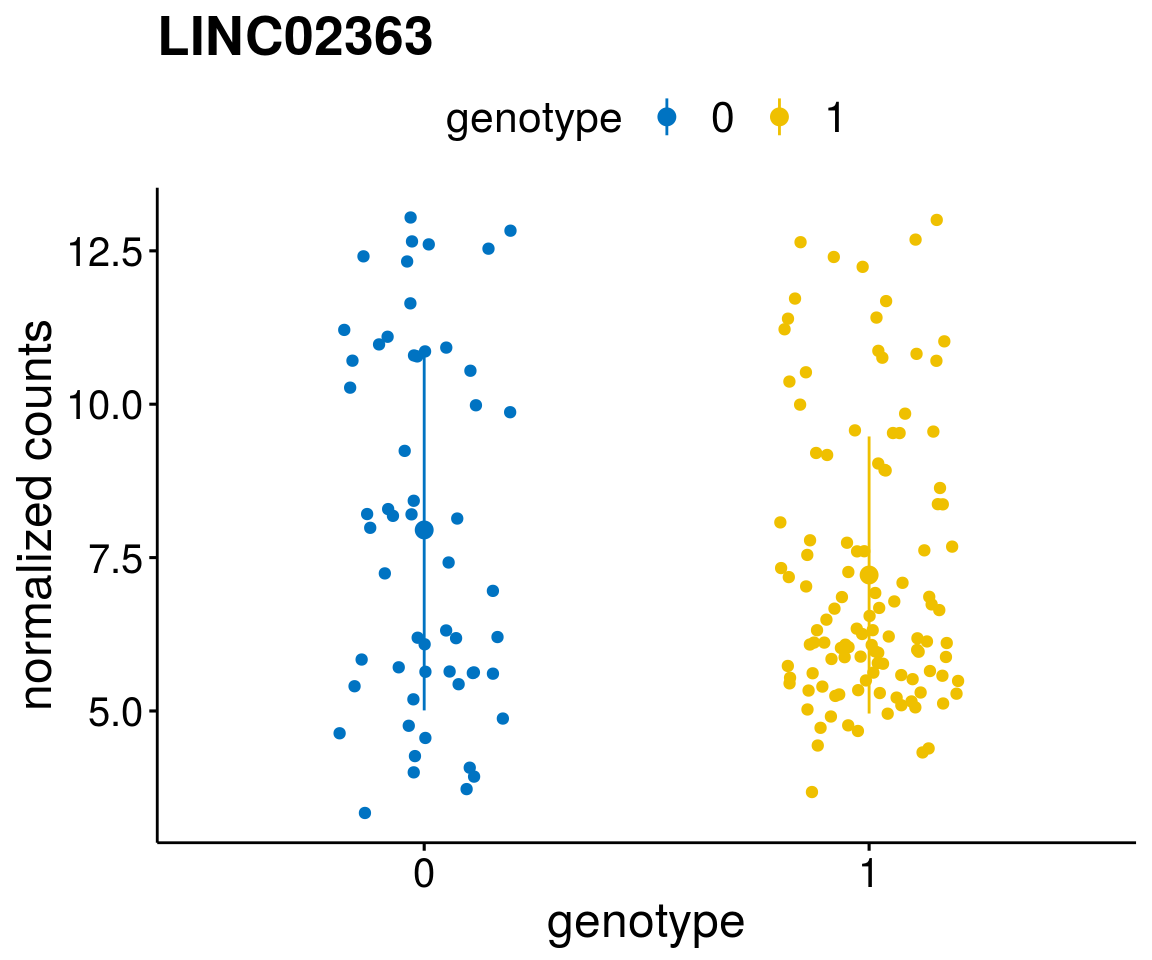 LINC02363
genotype 0 1
normalized counts
12.5
10.0
7.5
5.0
0 1
genotype